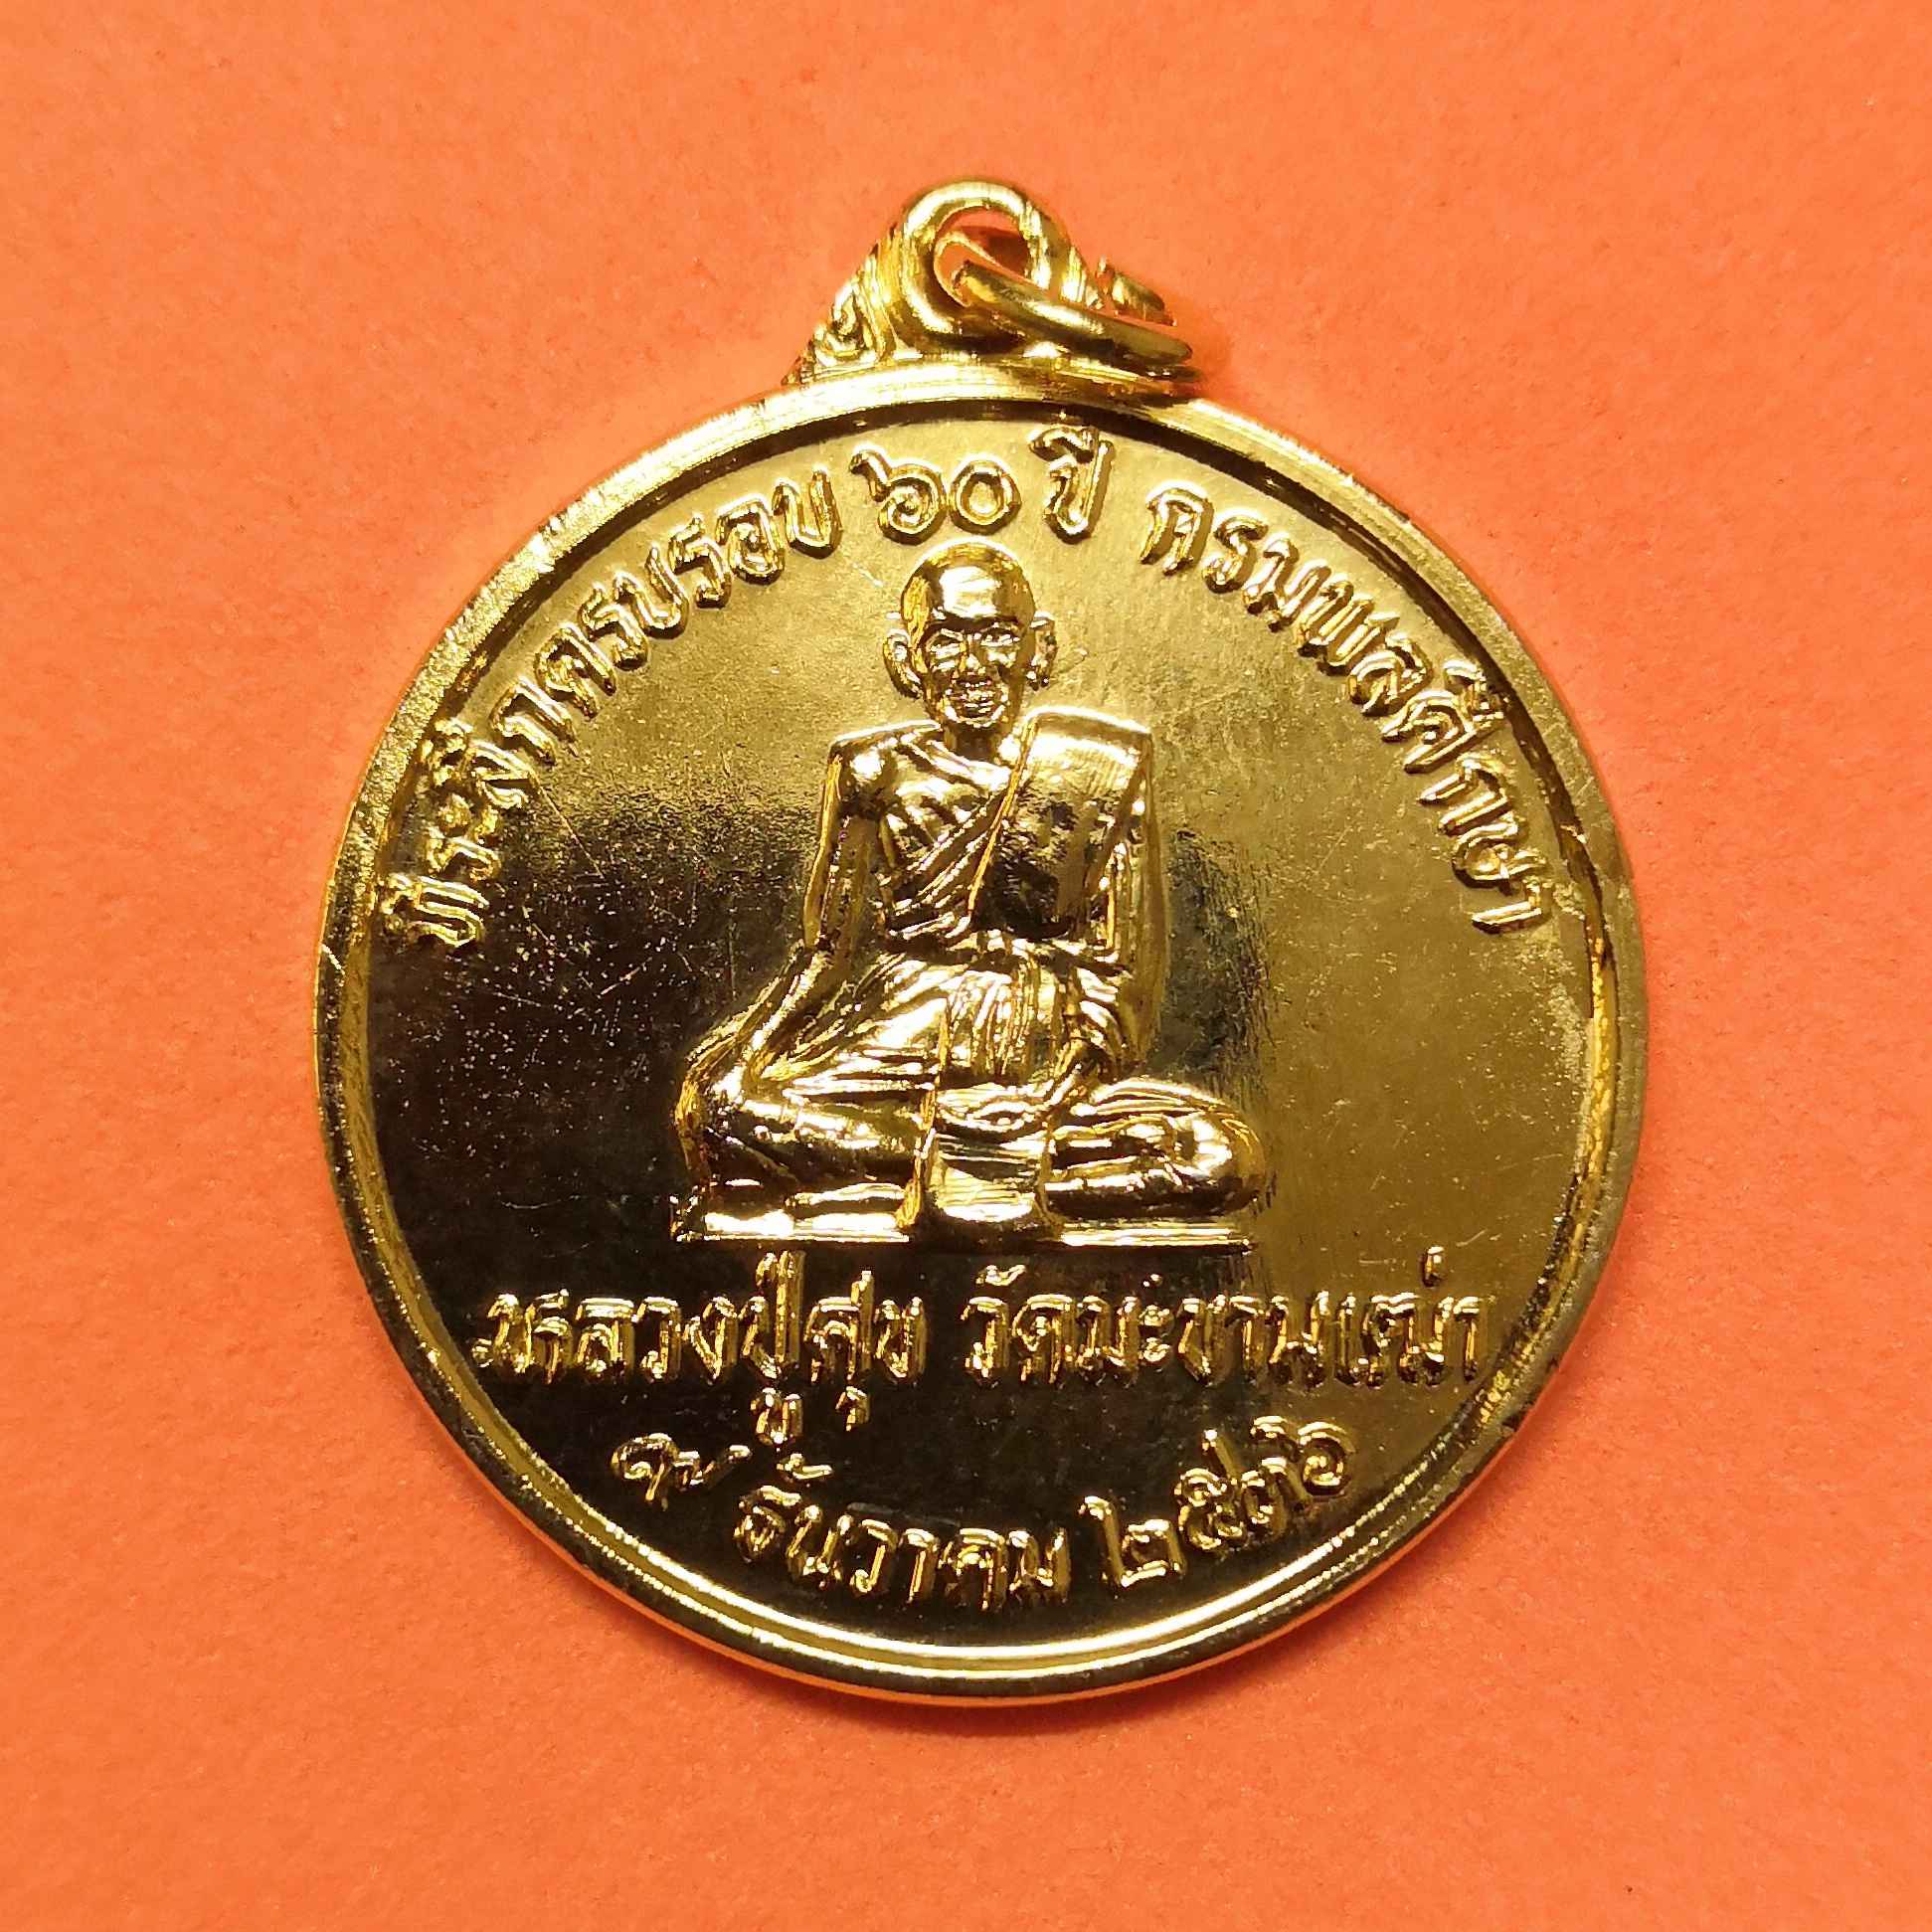 ที่ระลึกครบรอบ ๖๐ ปี กรมพลศึกษา
หลวงปู่ศุข วัดมะขามเฒ่า
๙ ธันวาคม ๒๕๓๖